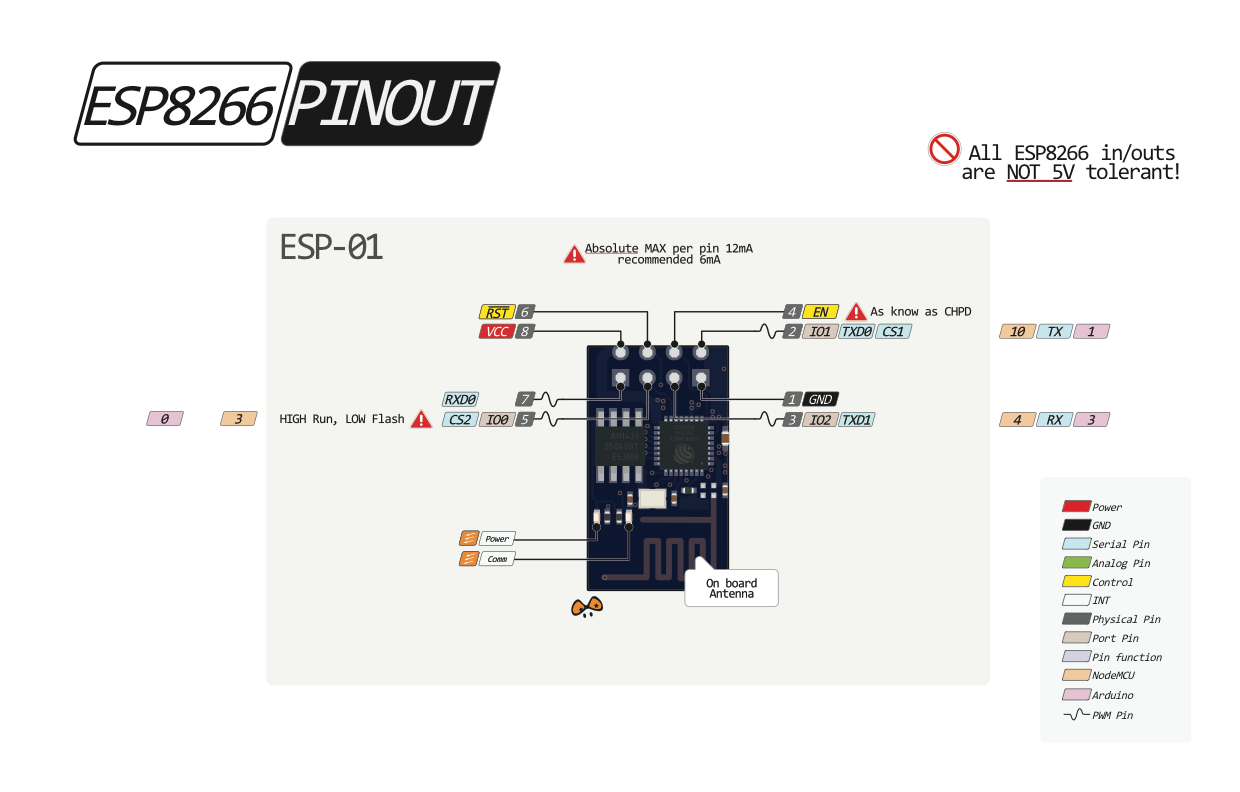 ESP8266 PINOUT
All ESP8266 in/outs
are NOT 5V tolerant!
ESP-01
Absolute MAX per pin 12mA
recommended 6mA
RST 6
VCC 8
4 EN As know as CHPD
2 IO1 TXD0 CS1 10 TX 1
RXD0 7
1 GND
0 3 HIGH Run, LOW Flash CS2 IO0 5
3 IO2 TXD1 4 RX 3
Power
Comm
On board
Antenna
Power
GND
Serial Pin
Analog Pin
Control
INT
Physical Pin
Port Pin
Pin function
NodeMCU
Arduino
PWM Pin